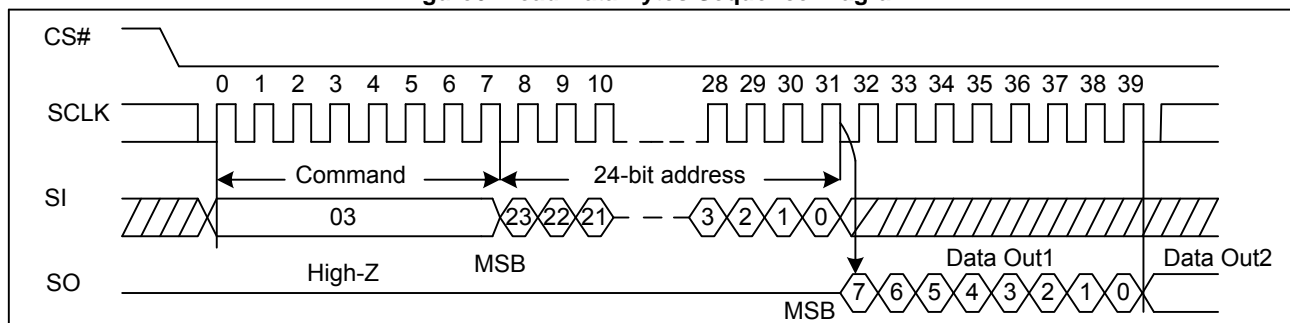 CS#
0 1 2 3 4 5 6 7 8 9 10 28 29 30 31 32 33 34 35 36 37 38 39
SCLK
Command 24-bit address
SI
03 23 22 21 3 2 1 0
High-Z MSB Data Out1 Data Out2
SO
MSB 7 6 5 4 3 2 1 0